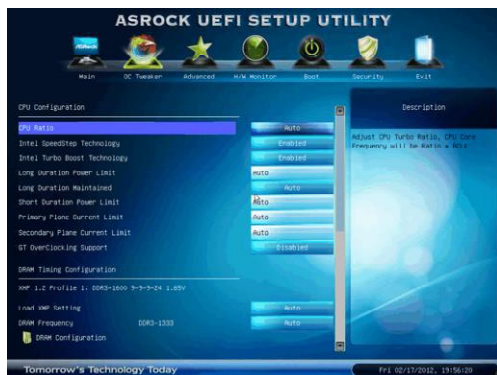 ASROCK UEFI SETUP UTILITY
ASRock
Main OC Tweaker Advanced H/W Monitor Boot Security Exit
CPU Configuration
Description
CPU Ratio Auto
Adjust CPU Turbo Ratio, CPU Core
Frequency will be Ratio * BCLK
Intel SpeedStep Technology Enabled
Intel Turbo Boost Technology Enabled
Long Duration Power Limit Auto
Long Duration Maintained Auto
Short Duration Power Limit Auto
Primary Plane Current Limit Auto
Secondary Plane Current Limit Auto
GT OverClocking Support Disabled
DRAM Timing Configuration
XMP 1.2 Profile 1: DDR3-1600 9-9-9-24 1.65V
Load XMP Setting Auto
DRAM Frequency DDR3-1333 Auto
DRAM Configuration
Tomorrow's Technology Today
Fri 02/17/2012, 19:56:20